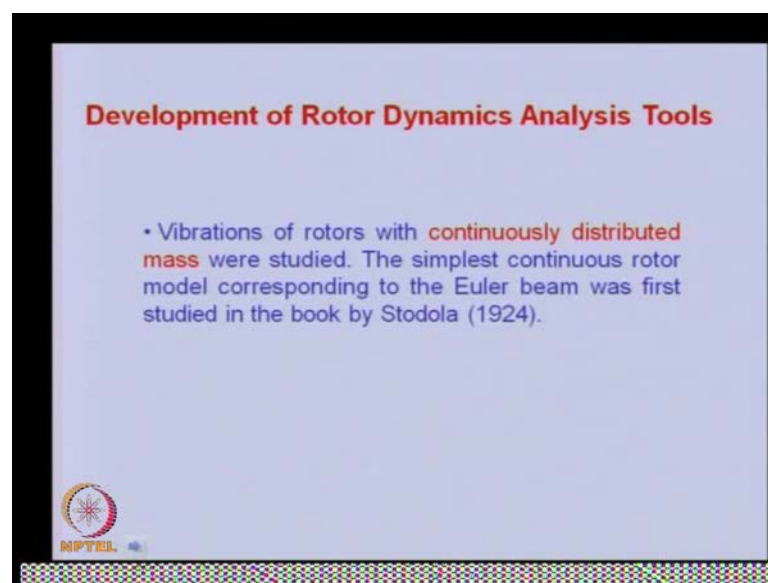 Development of Rotor Dynamics Analysis Tools
• Vibrations of rotors with continuously distributed
mass were studied. The simplest continuous rotor
model corresponding to the Euler beam was first
studied in the book by Stodola (1924).
NPTEL